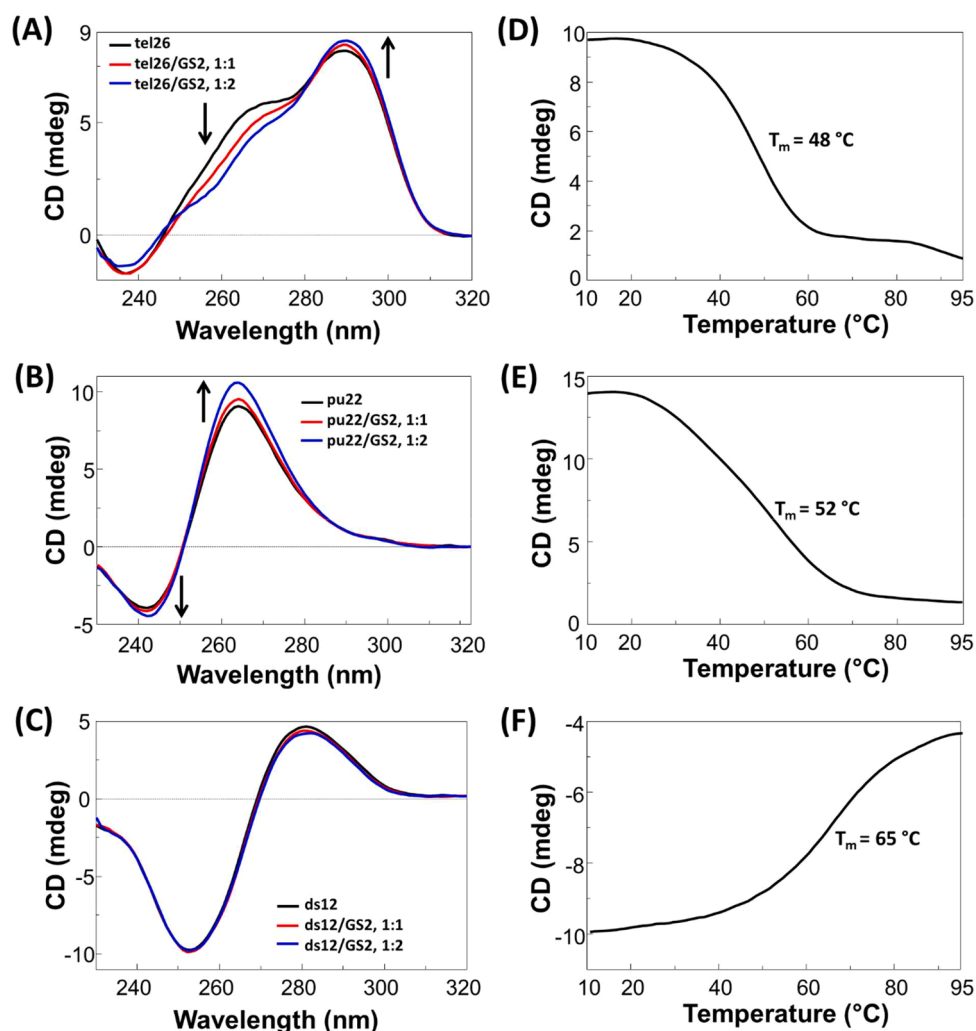 (A)
CD (mdeg)
9
5
0
tel26
tel26/GS2, 1:1
tel26/GS2, 1:2
240 260 280 300 320
Wavelength (nm)
(D)
CD (mdeg)
10
8
6
4
2
0
Tm = 48 °C
10 20 40 60 80 95
Temperature (°C)
(B)
CD (mdeg)
10
5
0
-5
pu22
pu22/GS2, 1:1
pu22/GS2, 1:2
240 260 280 300 320
Wavelength (nm)
(E)
CD (mdeg)
15
10
5
0
Tm = 52 °C
10 20 40 60 80 95
Temperature (°C)
(C)
CD (mdeg)
5
0
-5
-10
ds12
ds12/GS2, 1:1
ds12/GS2, 1:2
240 260 280 300 320
Wavelength (nm)
(F)
CD (mdeg)
-4
-6
-8
-10
Tm = 65 °C
10 20 40 60 80 95
Temperature (°C)